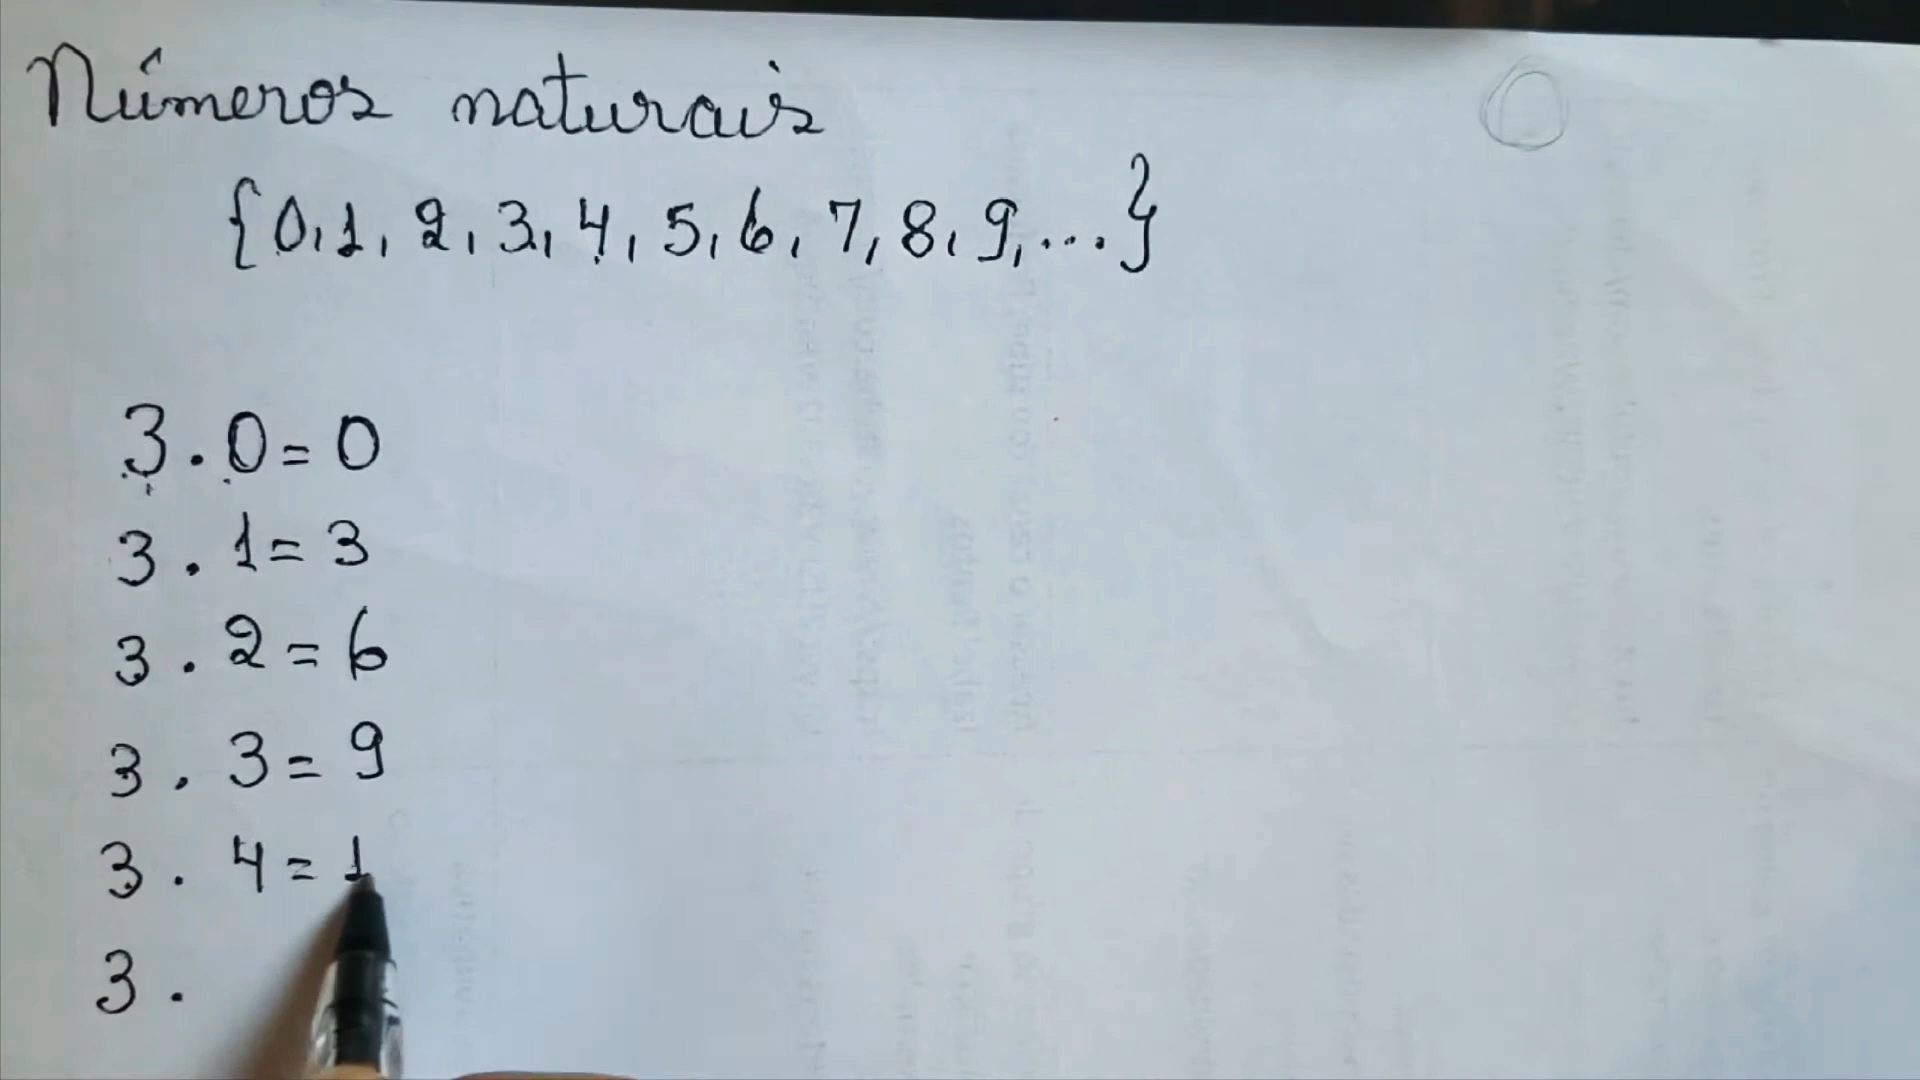 Números naturais
{0, 1, 2, 3, 4, 5, 6, 7, 8, 9, ...}
3 . 0 = 0
3 . 1 = 3
3 . 2 = 6
3 . 3 = 9
3 . 4 = 1
3 .